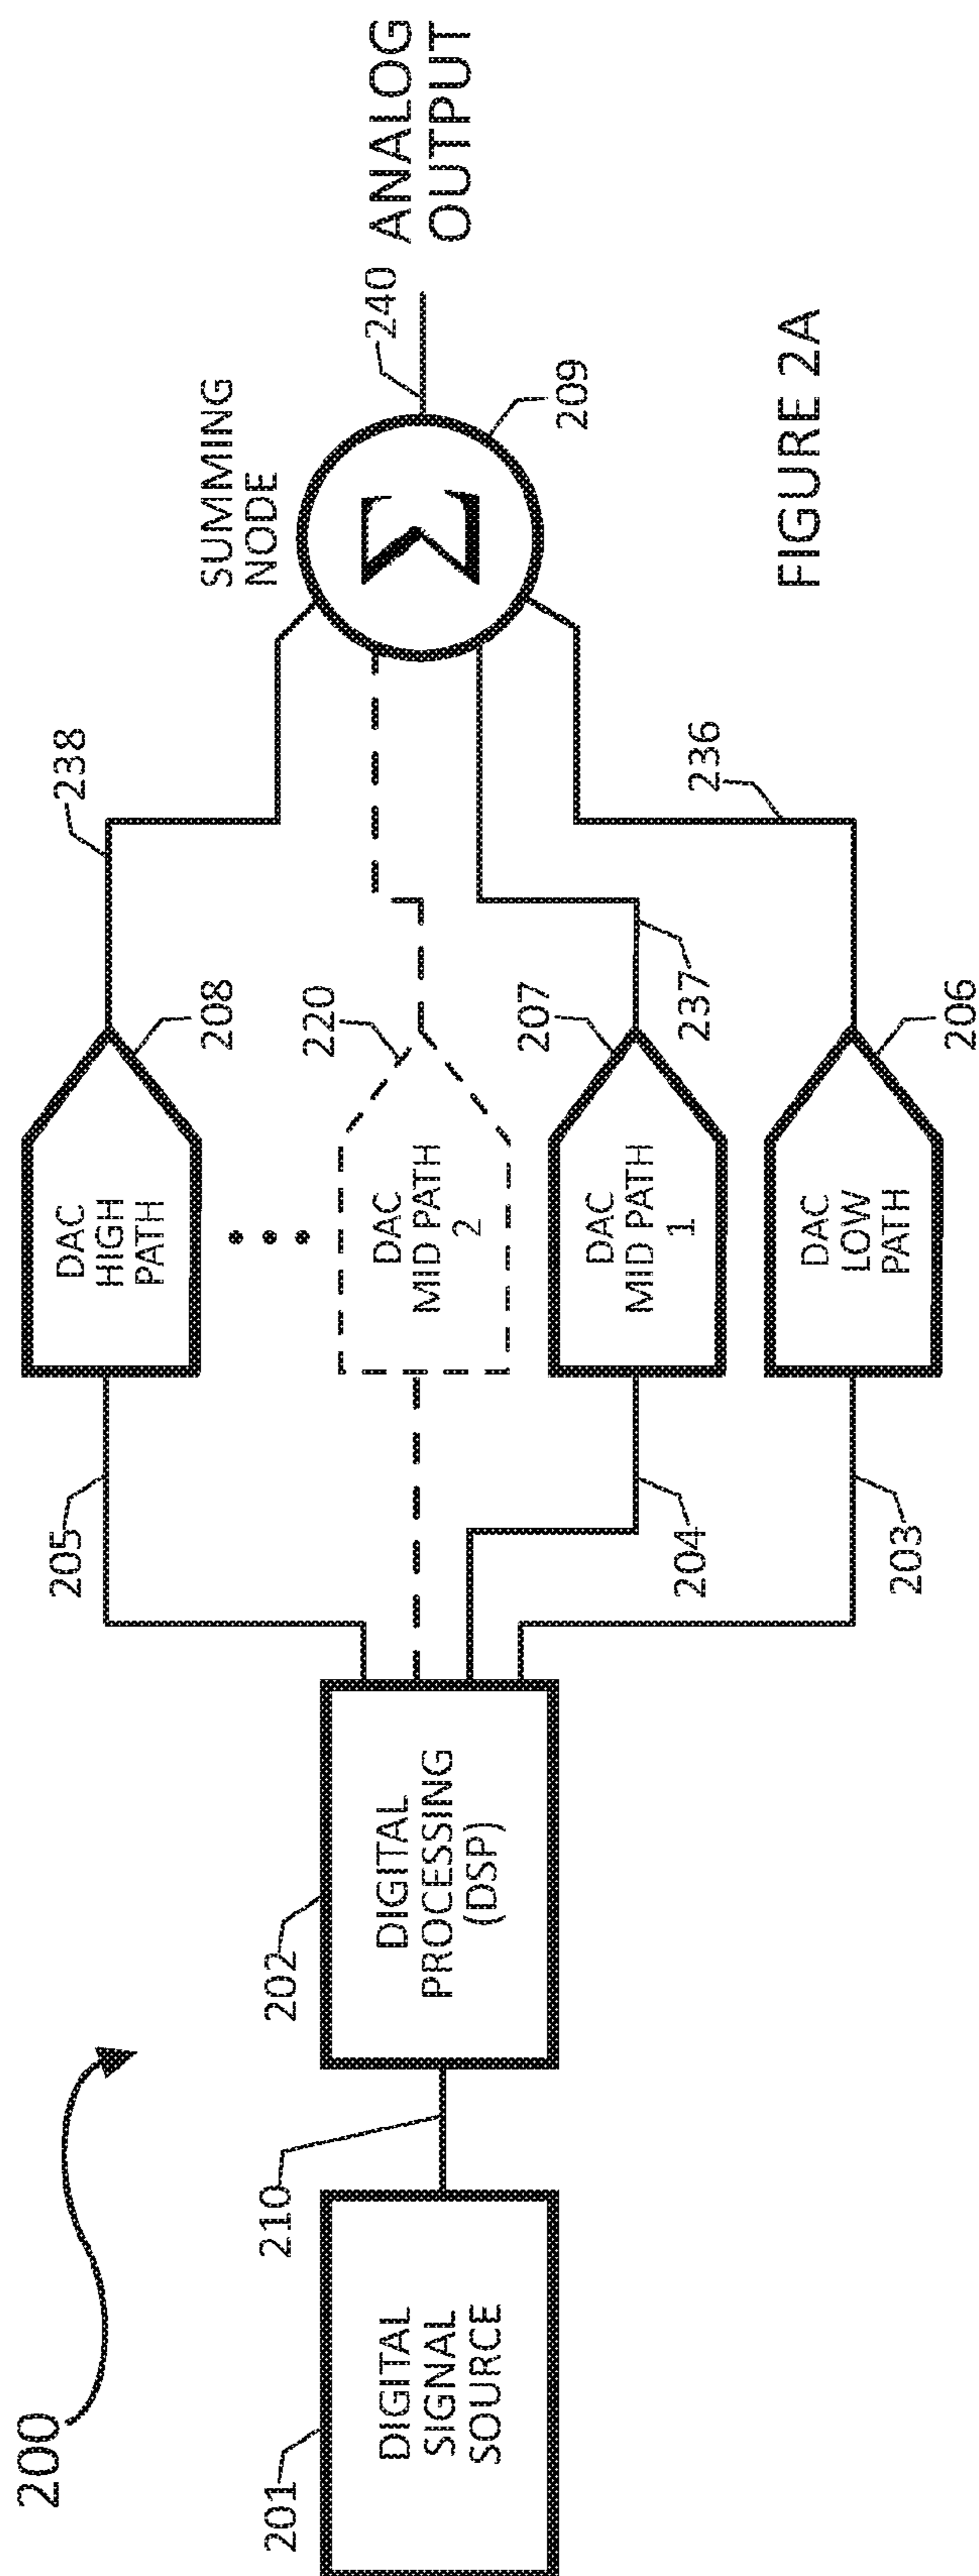 200
201
DIGITAL
SIGNAL
SOURCE
210
202
DIGITAL
PROCESSING
(DSP)
205
204
203
DAC
HIGH
PATH
208
DAC
MID PATH
2
220
DAC
MID PATH
1
207
DAC
LOW
PATH
206
238
237
236
SUMMING
NODE
Σ
209
240
ANALOG
OUTPUT
FIGURE 2A